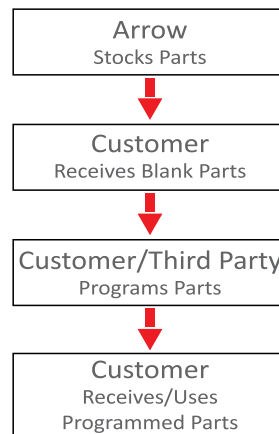 Arrow
Stocks Parts
Customer
Receives Blank Parts
Customer/Third Party
Programs Parts
Customer
Receives/Uses
Programmed Parts